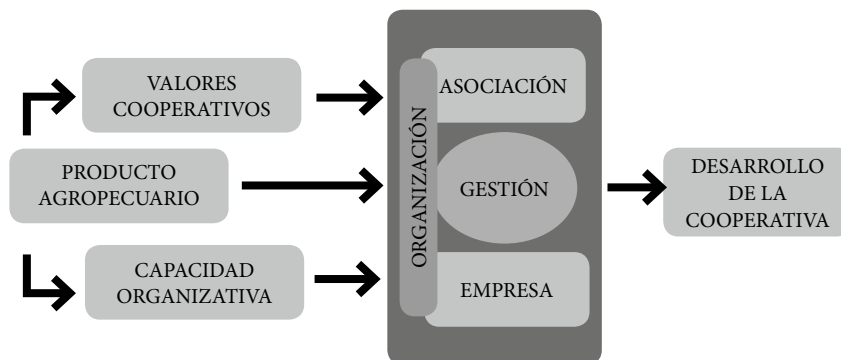 VALORES
COOPERATIVOS
PRODUCTO
AGROPECUARIO
CAPACIDAD
ORGANIZATIVA
ORGANIZACIÓN
ASOCIACIÓN
GESTIÓN
EMPRESA
DESARROLLO
DE LA
COOPERATIVA